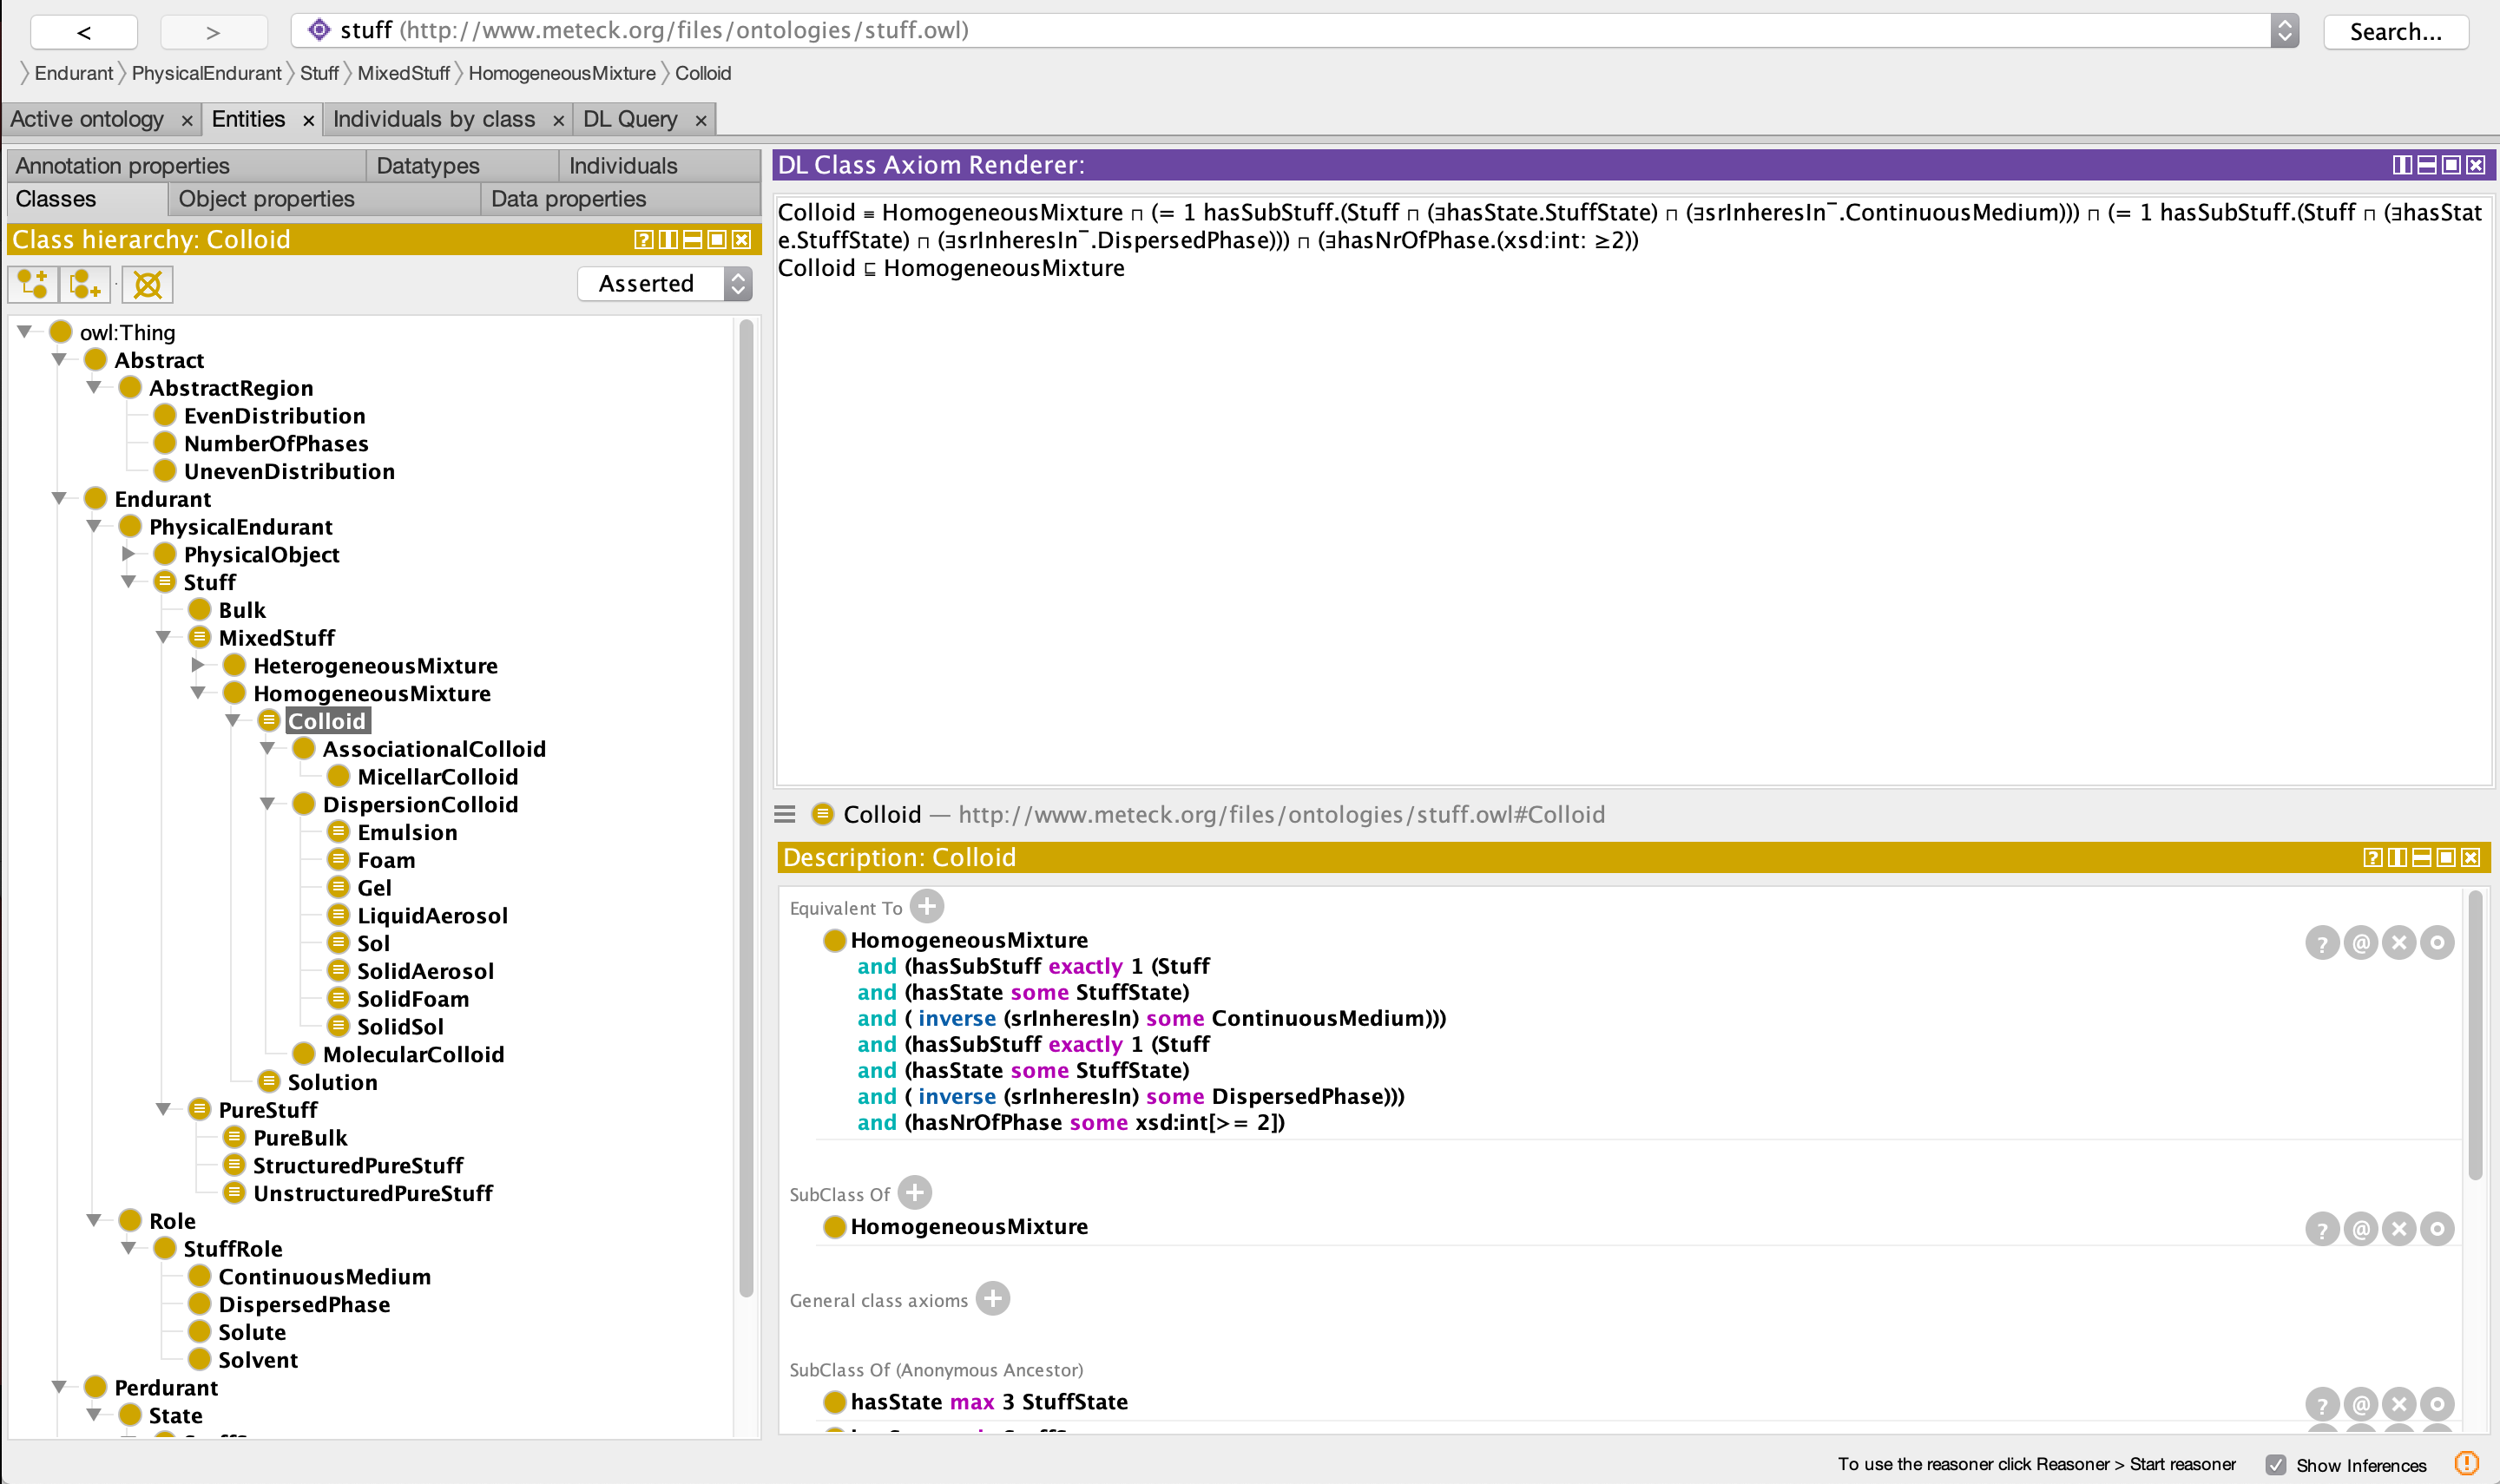 <
>
stuff (http://www.meteck.org/files/ontologies/stuff.owl)
Search...
Endurant PhysicalEndurant Stuff MixedStuff HomogeneousMixture Colloid
Active ontology × Entities × Individuals by class × DL Query ×
Annotation properties Datatypes Individuals
Classes Object properties Data properties
Class hierarchy: Colloid
Asserted
owl:Thing
Abstract
AbstractRegion
EvenDistribution
NumberOfPhases
UnevenDistribution
Endurant
PhysicalEndurant
PhysicalObject
Stuff
Bulk
MixedStuff
HeterogeneousMixture
HomogeneousMixture
Colloid
AssociationalColloid
MicellarColloid
DispersionColloid
Emulsion
Foam
Gel
LiquidAerosol
Sol
SolidAerosol
SolidFoam
SolidSol
MolecularColloid
Solution
PureStuff
PureBulk
StructuredPureStuff
UnstructuredPureStuff
Role
StuffRole
ContinuousMedium
DispersedPhase
Solute
Solvent
Perdurant
State
DL Class Axiom Renderer:
Colloid ≡ HomogeneousMixture ⊓ (= 1 hasSubStuff.(Stuff ⊓ (∃hasState.StuffState) ⊓ (∃srInheresIn⁻.ContinuousMedium))) ⊓ (= 1 hasSubStuff.(Stuff ⊓ (∃hasStat
e.StuffState) ⊓ (∃srInheresIn⁻.DispersedPhase))) ⊓ (∃hasNrOfPhase.(xsd:int: ≥2))
Colloid ⊑ HomogeneousMixture
Colloid — http://www.meteck.org/files/ontologies/stuff.owl#Colloid
Description: Colloid
Equivalent To
HomogeneousMixture
and (hasSubStuff exactly 1 (Stuff
and (hasState some StuffState)
and ( inverse (srInheresIn) some ContinuousMedium)))
and (hasSubStuff exactly 1 (Stuff
and (hasState some StuffState)
and ( inverse (srInheresIn) some DispersedPhase)))
and (hasNrOfPhase some xsd:int[>= 2])
SubClass Of
HomogeneousMixture
General class axioms
SubClass Of (Anonymous Ancestor)
hasState max 3 StuffState
To use the reasoner click Reasoner > Start reasoner Show Inferences